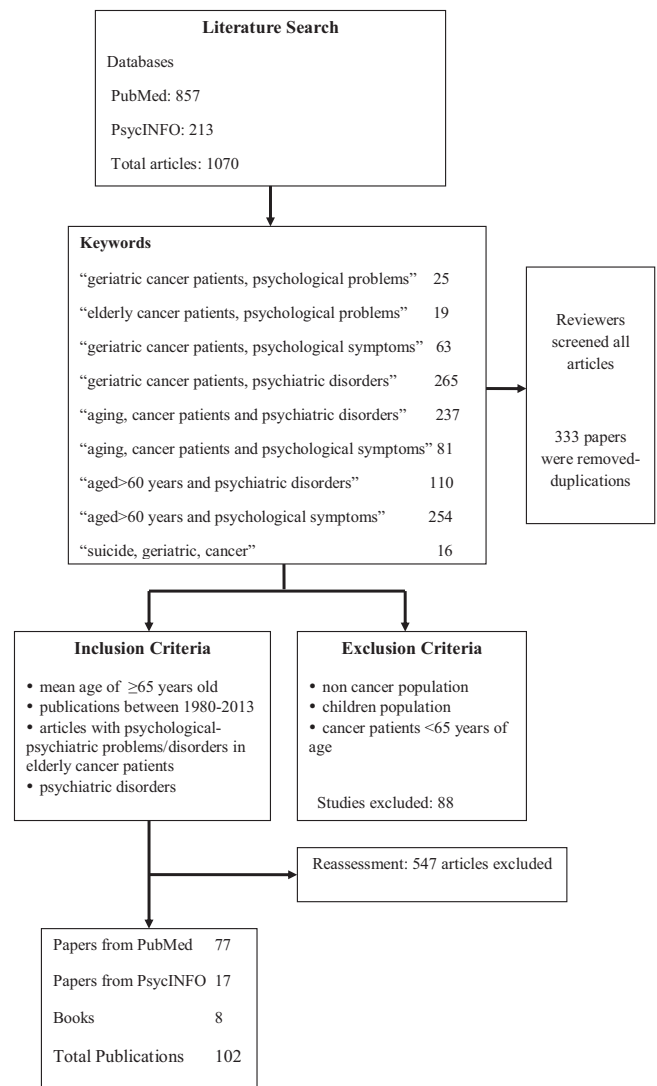 Literature Search
Databases
PubMed: 857
PsycINFO: 213
Total articles: 1070
Keywords
“geriatric cancer patients, psychological problems” 25
“elderly cancer patients, psychological problems” 19
“geriatric cancer patients, psychological symptoms” 63
“geriatric cancer patients, psychiatric disorders” 265
“aging, cancer patients and psychiatric disorders” 237
“aging, cancer patients and psychological symptoms” 81
“aged>60 years and psychiatric disorders” 110
“aged>60 years and psychological symptoms” 254
“suicide, geriatric, cancer” 16
Reviewers
screened all
articles
333 papers
were removed-
duplications
Inclusion Criteria
• mean age of ≥65 years old
• publications between 1980-2013
• articles with psychological-
psychiatric problems/disorders in
elderly cancer patients
• psychiatric disorders
Exclusion Criteria
• non cancer population
• children population
• cancer patients <65 years of
age
Studies excluded: 88
Reassessment: 547 articles excluded
Papers from PubMed 77
Papers from PsycINFO 17
Books 8
Total Publications 102